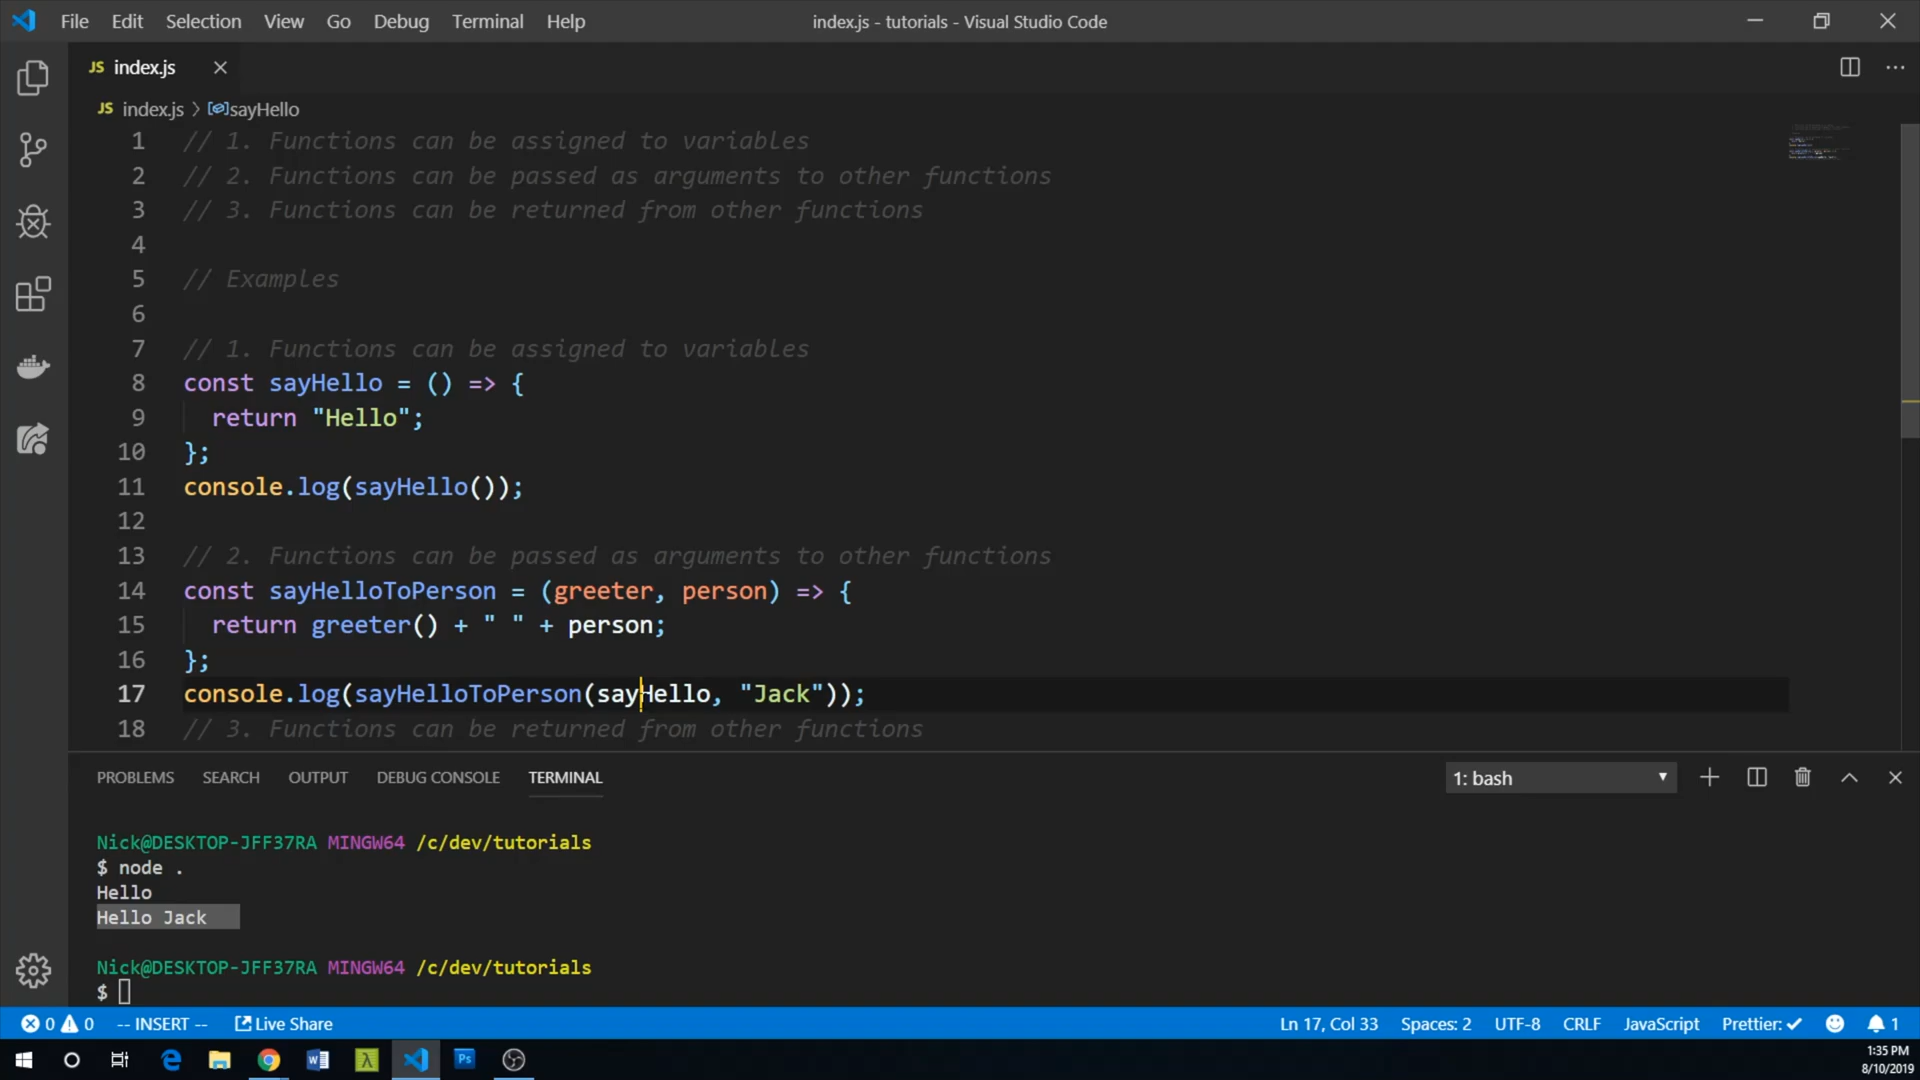 File Edit Selection View Go Debug Terminal Help index.js - tutorials - Visual Studio Code
JS index.js
JS index.js > sayHello
1 // 1. Functions can be assigned to variables
2 // 2. Functions can be passed as arguments to other functions
3 // 3. Functions can be returned from other functions
4
5 // Examples
6
7 // 1. Functions can be assigned to variables
8 const sayHello = () => {
9 return "Hello";
10 };
11 console.log(sayHello());
12
13 // 2. Functions can be passed as arguments to other functions
14 const sayHelloToPerson = (greeter, person) => {
15 return greeter() + " " + person;
16 };
17 console.log(sayHelloToPerson(sayHello, "Jack"));
18 // 3. Functions can be returned from other functions
PROBLEMS SEARCH OUTPUT DEBUG CONSOLE TERMINAL 1: bash
Nick@DESKTOP-JFF37RA MINGW64 /c/dev/tutorials
$ node .
Hello
Hello Jack
Nick@DESKTOP-JFF37RA MINGW64 /c/dev/tutorials
$
0 0 -- INSERT -- Live Share Ln 17, Col 33 Spaces: 2 UTF-8 CRLF JavaScript Prettier: ✓ 1
W λ Ps 1:35 PM
8/10/2019